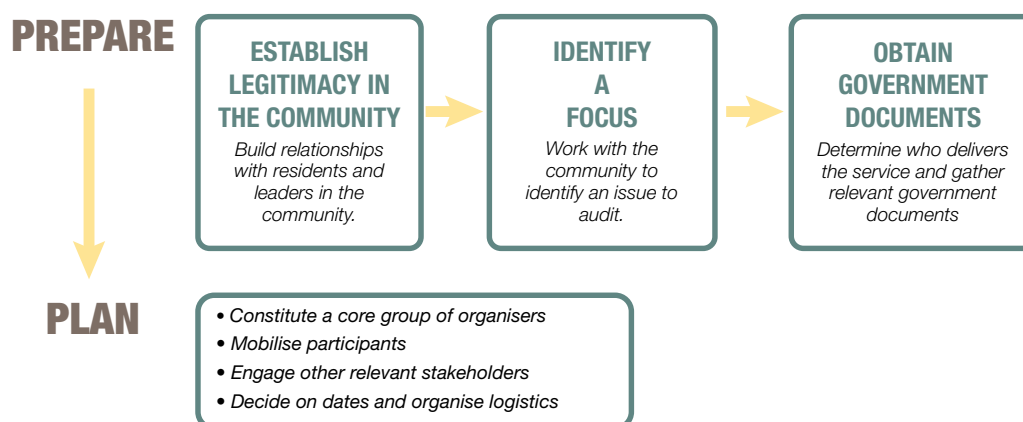 PREPARE
ESTABLISH
LEGITIMACY IN
THE COMMUNITY
Build relationships
with residents and
leaders in the
community.
IDENTIFY
A
FOCUS
Work with the
community to
identify an issue to
audit.
OBTAIN
GOVERNMENT
DOCUMENTS
Determine who delivers
the service and gather
relevant government
documents
PLAN
• Constitute a core group of organisers
• Mobilise participants
• Engage other relevant stakeholders
• Decide on dates and organise logistics